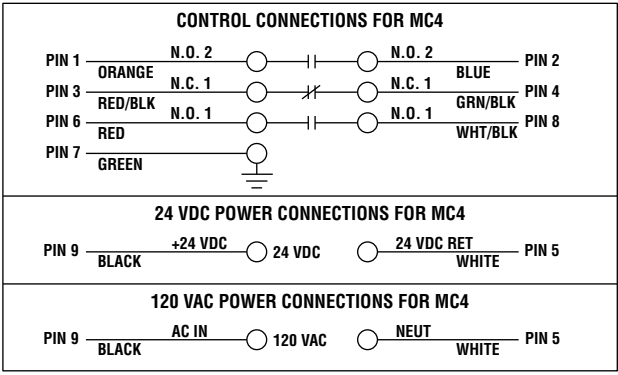 CONTROL CONNECTIONS FOR MC4
PIN 1 N.O. 2 N.O. 2 PIN 2
ORANGE BLUE
PIN 3 N.C. 1 N.C. 1 PIN 4
RED/BLK GRN/BLK
PIN 6 N.O. 1 N.O. 1 PIN 8
RED WHT/BLK
PIN 7
GREEN
24 VDC POWER CONNECTIONS FOR MC4
PIN 9 +24 VDC 24 VDC 24 VDC RET PIN 5
BLACK WHITE
120 VAC POWER CONNECTIONS FOR MC4
PIN 9 AC IN 120 VAC NEUT PIN 5
BLACK WHITE